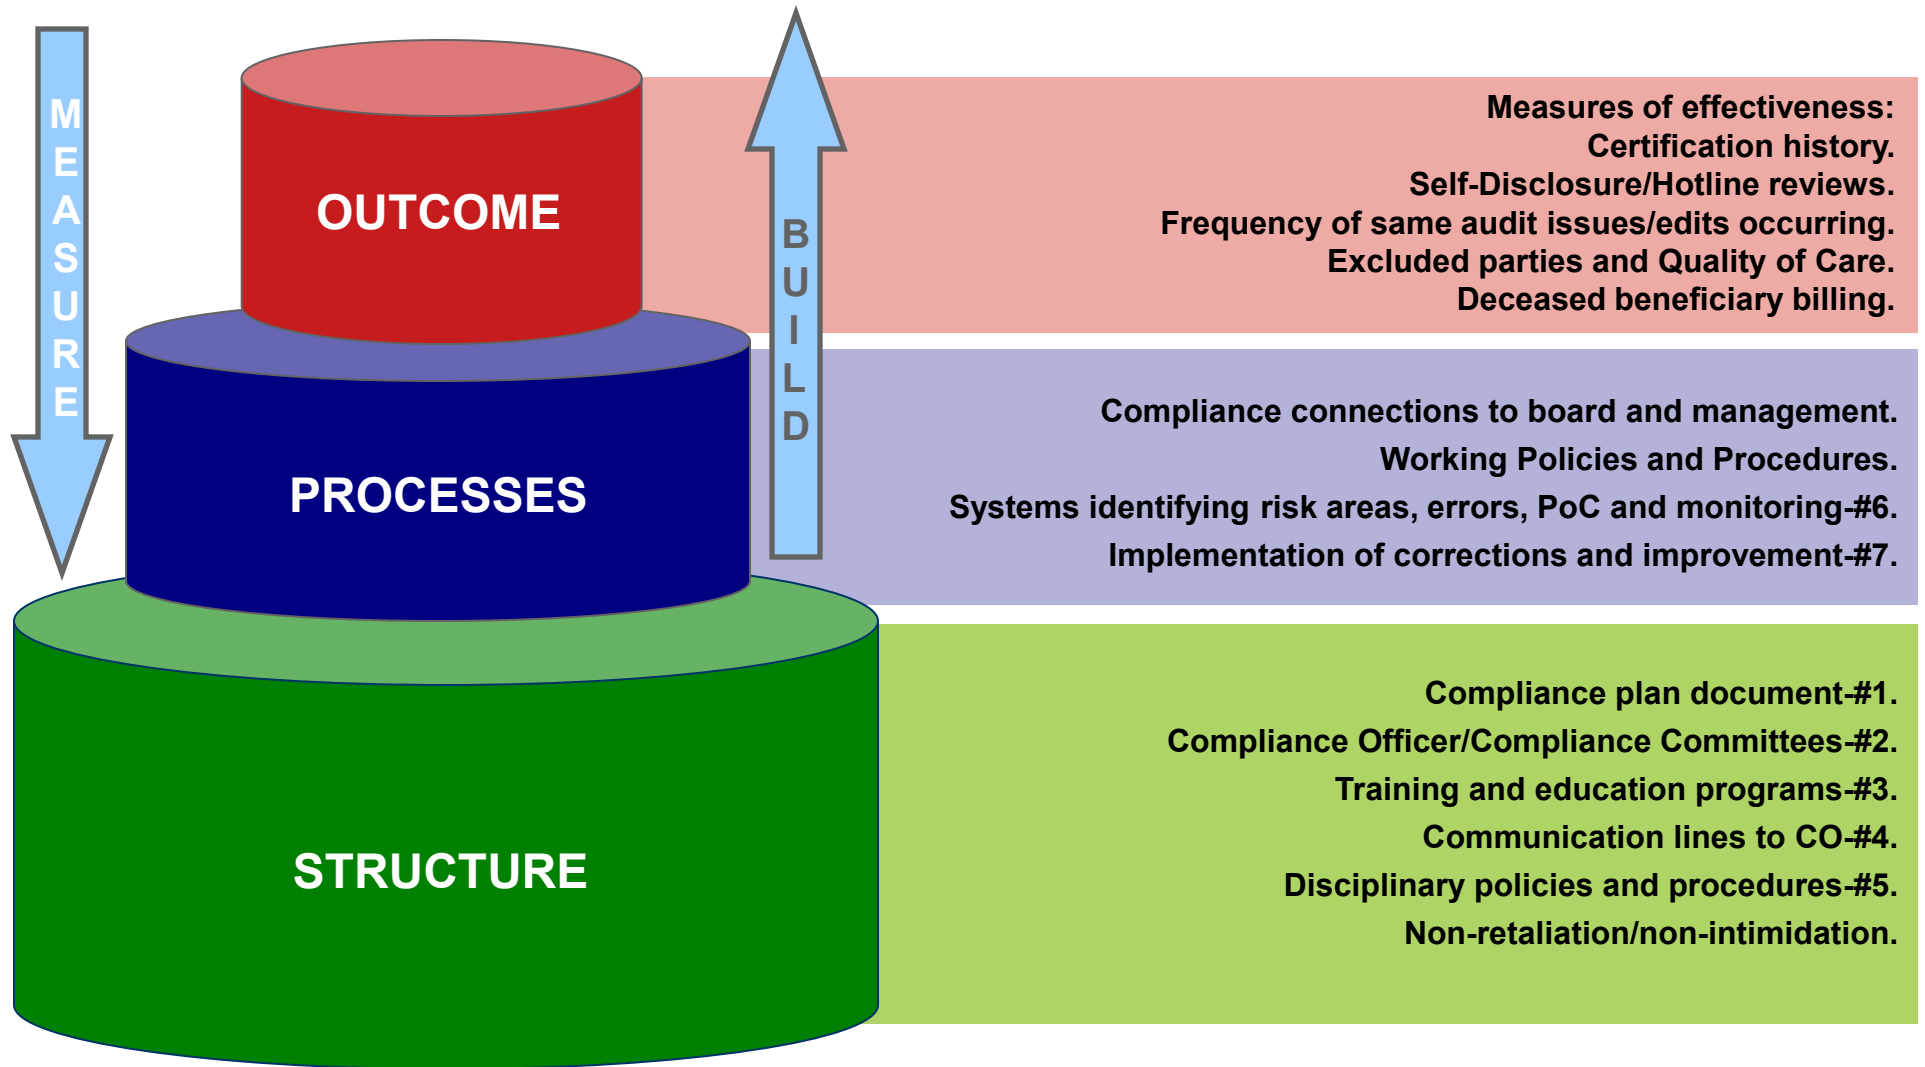 MEASURE
OUTCOME
BUILD
Measures of effectiveness:
Certification history.
Self-Disclosure/Hotline reviews.
Frequency of same audit issues/edits occurring.
Excluded parties and Quality of Care.
Deceased beneficiary billing.
PROCESSES
Compliance connections to board and management.
Working Policies and Procedures.
Systems identifying risk areas, errors, PoC and monitoring-#6.
Implementation of corrections and improvement-#7.
STRUCTURE
Compliance plan document-#1.
Compliance Officer/Compliance Committees-#2.
Training and education programs-#3.
Communication lines to CO-#4.
Disciplinary policies and procedures-#5.
Non-retaliation/non-intimidation.